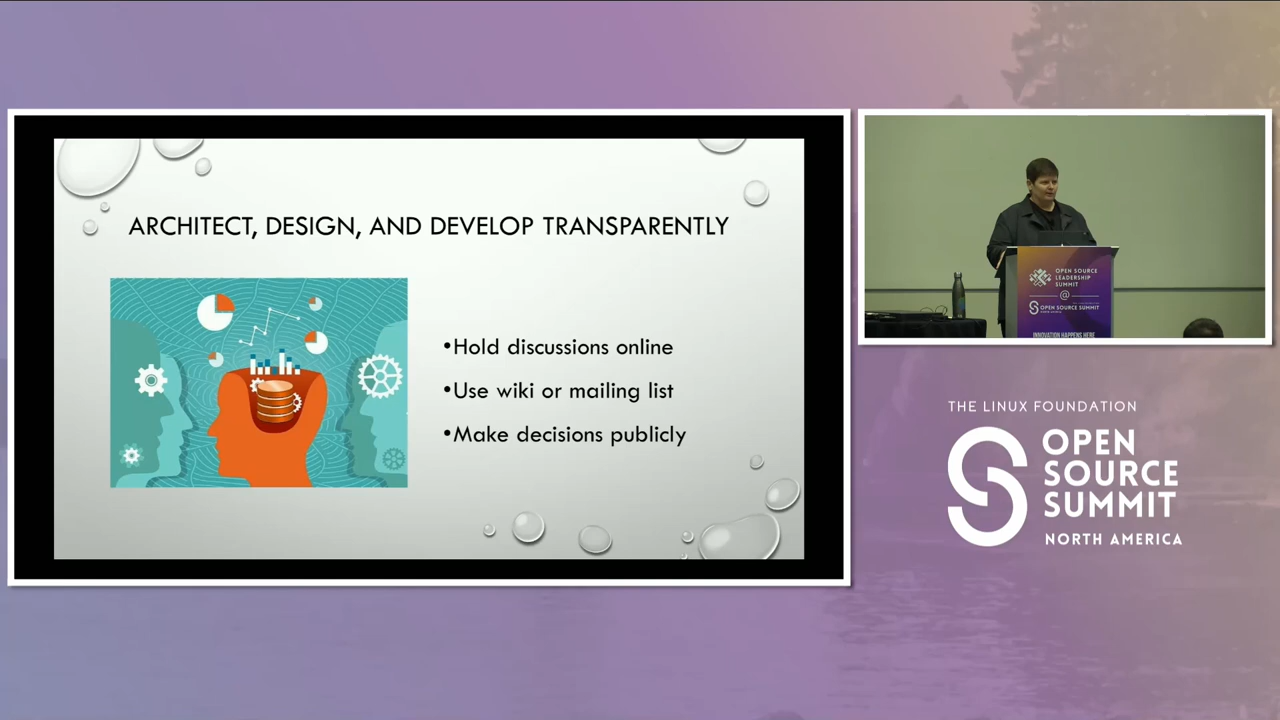 ARCHITECT, DESIGN, AND DEVELOP TRANSPARENTLY
•Hold discussions online
•Use wiki or mailing list
•Make decisions publicly
OPEN SOURCE
LEADERSHIP
SUMMIT
@
OPEN SOURCE SUMMIT
INNOVATION HAPPENS HERE
THE LINUX FOUNDATION
OPEN
SOURCE
SUMMIT
NORTH AMERICA